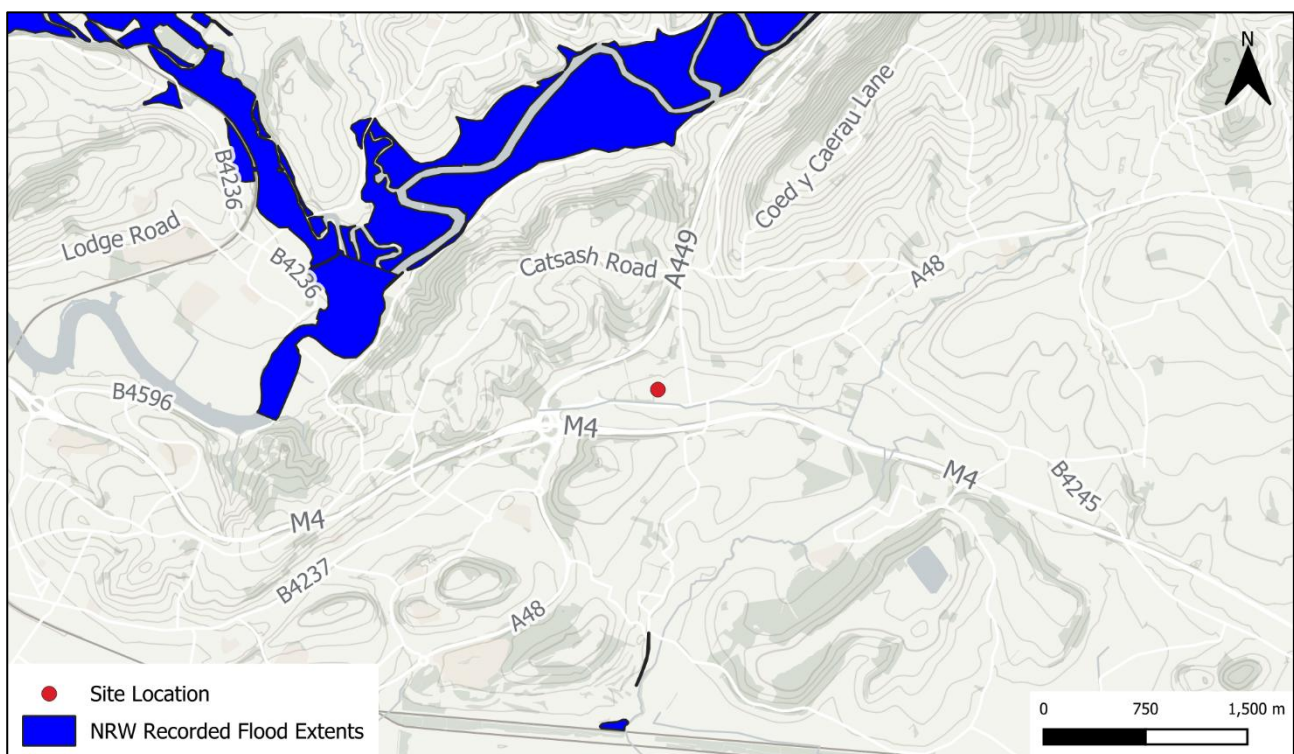 N
Coed y Caerau Lane
B4236
Lodge Road
A449
Catsash Road
A48
B4236
B4596
M4
M4
B4245
M4
B4237
A48
Site Location
NRW Recorded Flood Extents
0 750 1,500 m